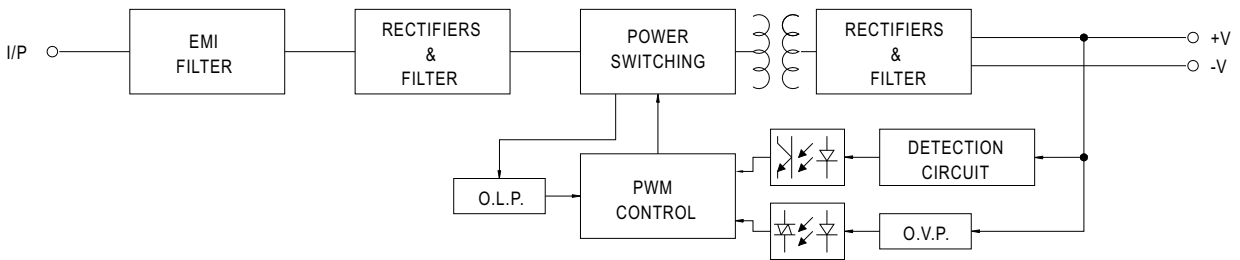 I/P
EMI
FILTER
RECTIFIERS
&
FILTER
POWER
SWITCHING
RECTIFIERS
&
FILTER
+V
-V
O.L.P.
PWM
CONTROL
DETECTION
CIRCUIT
O.V.P.